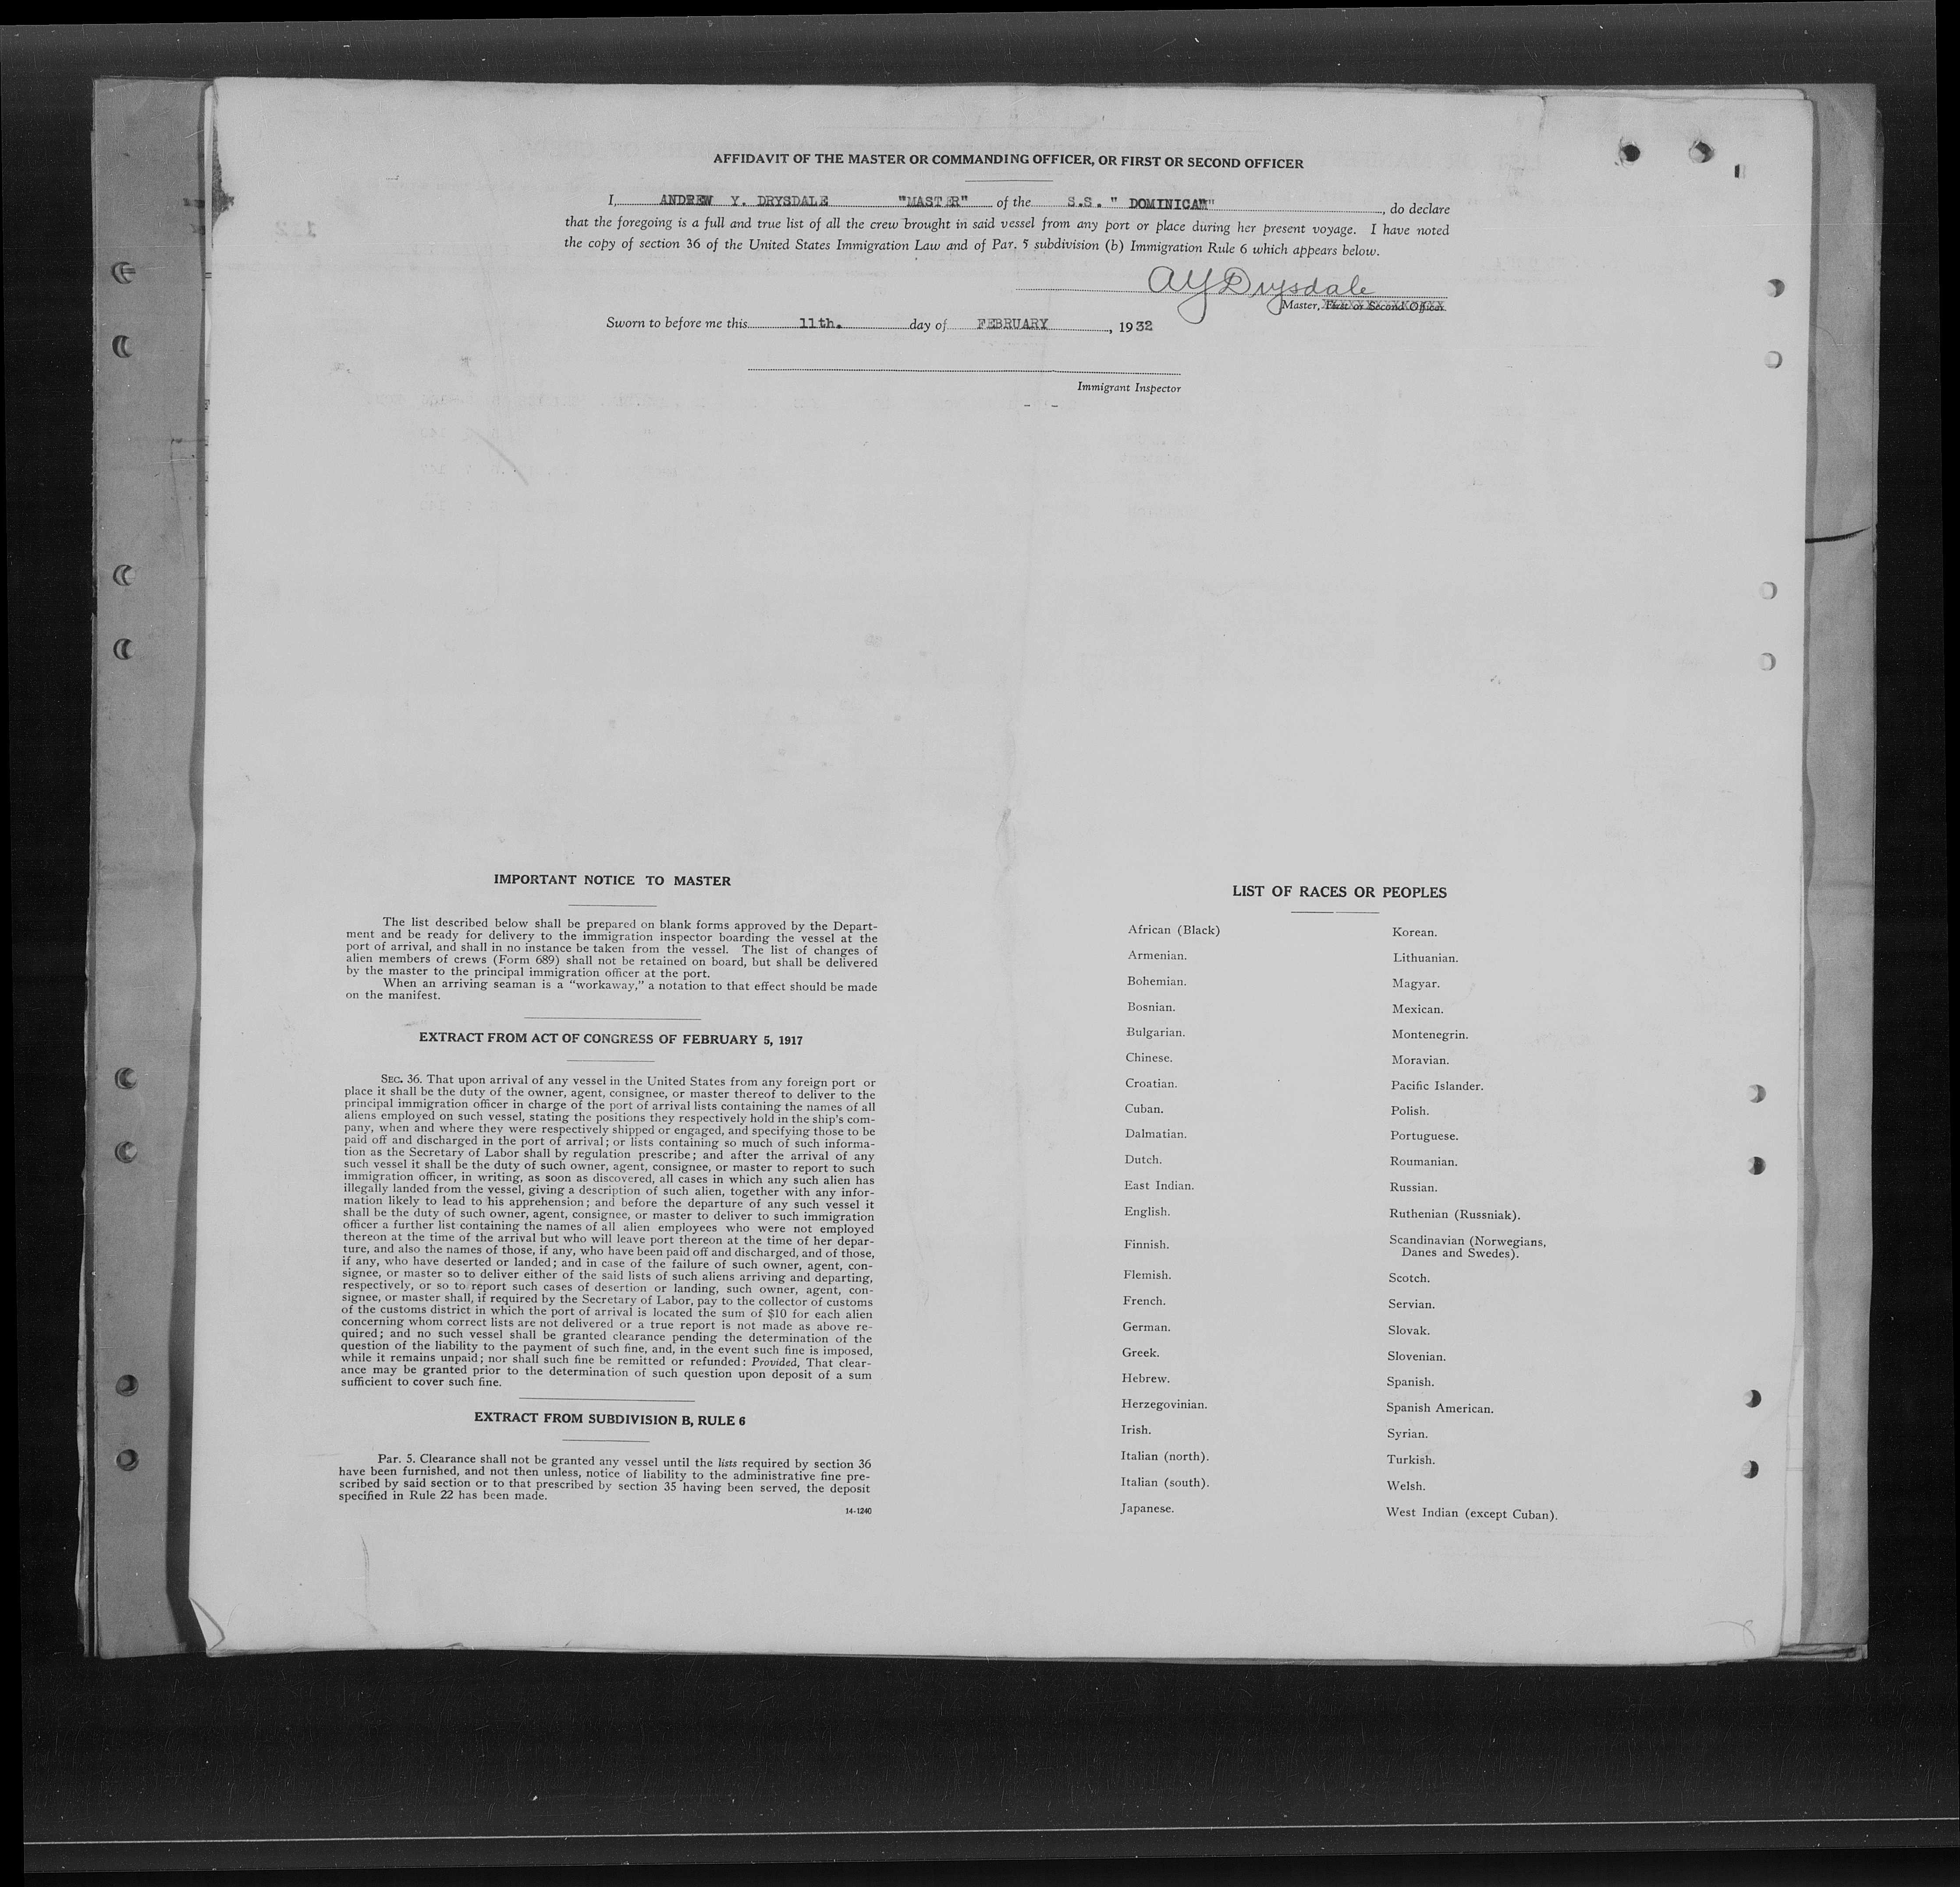 AFFIDAVIT OF THE MASTER OR COMMANDING OFFICER, OR FIRST OR SECOND OFFICER
I, ANDREW Y. DRYSDALE "MASTER" of the S.S. " DOMINICAN", do declare
that the foregoing is a full and true list of all the crew brought in said vessel from any port or place during her present voyage. I have noted
the copy of section 36 of the United States Immigration Law and of Par. 5 subdivision (b) Immigration Rule 6 which appears below.
AY Drysdale
Master, First or Second Officer.
Sworn to before me this 11th. day of FEBRUARY, 1932
Immigrant Inspector
IMPORTANT NOTICE TO MASTER
The list described below shall be prepared on blank forms approved by the Depart-
ment and be ready for delivery to the immigration inspector boarding the vessel at the
port of arrival, and shall in no instance be taken from the vessel. The list of changes of
alien members of crews (Form 689) shall not be retained on board, but shall be delivered
by the master to the principal immigration officer at the port.
When an arriving seaman is a "workaway," a notation to that effect should be made
on the manifest.
EXTRACT FROM ACT OF CONGRESS OF FEBRUARY 5, 1917
SEC. 36. That upon arrival of any vessel in the United States from any foreign port or
place it shall be the duty of the owner, agent, consignee, or master thereof to deliver to the
principal immigration officer in charge of the port of arrival lists containing the names of all
aliens employed on such vessel, stating the positions they respectively hold in the ship's com-
pany, when and where they were respectively shipped or engaged, and specifying those to be
paid off and discharged in the port of arrival; or lists containing so much of such informa-
tion as the Secretary of Labor shall by regulation prescribe; and after the arrival of any
such vessel it shall be the duty of such owner, agent, consignee, or master to report to such
immigration officer, in writing, as soon as discovered, all cases in which any such alien has
illegally landed from the vessel, giving a description of such alien, together with any infor-
mation likely to lead to his apprehension; and before the departure of any such vessel it
shall be the duty of such owner, agent, consignee, or master to deliver to such immigration
officer a further list containing the names of all alien employees who were not employed
thereon at the time of the arrival but who will leave port thereon at the time of her depar-
ture, and also the names of those, if any, who have been paid off and discharged, and of those,
if any, who have deserted or landed; and in case of the failure of such owner, agent, con-
signee, or master so to deliver either of the said lists of such aliens arriving and departing,
respectively, or so to report such cases of desertion or landing, such owner, agent, con-
signee, or master shall, if required by the Secretary of Labor, pay to the collector of customs
of the customs district in which the port of arrival is located the sum of $10 for each alien
concerning whom correct lists are not delivered or a true report is not made as above re-
quired; and no such vessel shall be granted clearance pending the determination of the
question of the liability to the payment of such fine, and, in the event such fine is imposed,
while it remains unpaid; nor shall such fine be remitted or refunded: Provided, That clear-
ance may be granted prior to the determination of such question upon deposit of a sum
sufficient to cover such fine.
EXTRACT FROM SUBDIVISION B, RULE 6
Par. 5. Clearance shall not be granted any vessel until the lists required by section 36
have been furnished, and not then unless, notice of liability to the administrative fine pre-
scribed by said section or to that prescribed by section 35 having been served, the deposit
specified in Rule 22 has been made.
14-1240
LIST OF RACES OR PEOPLES
African (Black)
Armenian.
Bohemian.
Bosnian.
Bulgarian.
Chinese.
Croatian.
Cuban.
Dalmatian.
Dutch.
East Indian.
English.
Finnish.
Flemish.
French.
German.
Greek.
Hebrew.
Herzegovinian.
Irish.
Italian (north).
Italian (south).
Japanese.
Korean.
Lithuanian.
Magyar.
Mexican.
Montenegrin.
Moravian.
Pacific Islander.
Polish.
Portuguese.
Roumanian.
Russian.
Ruthenian (Russniak).
Scandinavian (Norwegians,
Danes and Swedes).
Scotch.
Servian.
Slovak.
Slovenian.
Spanish.
Spanish American.
Syrian.
Turkish.
Welsh.
West Indian (except Cuban).